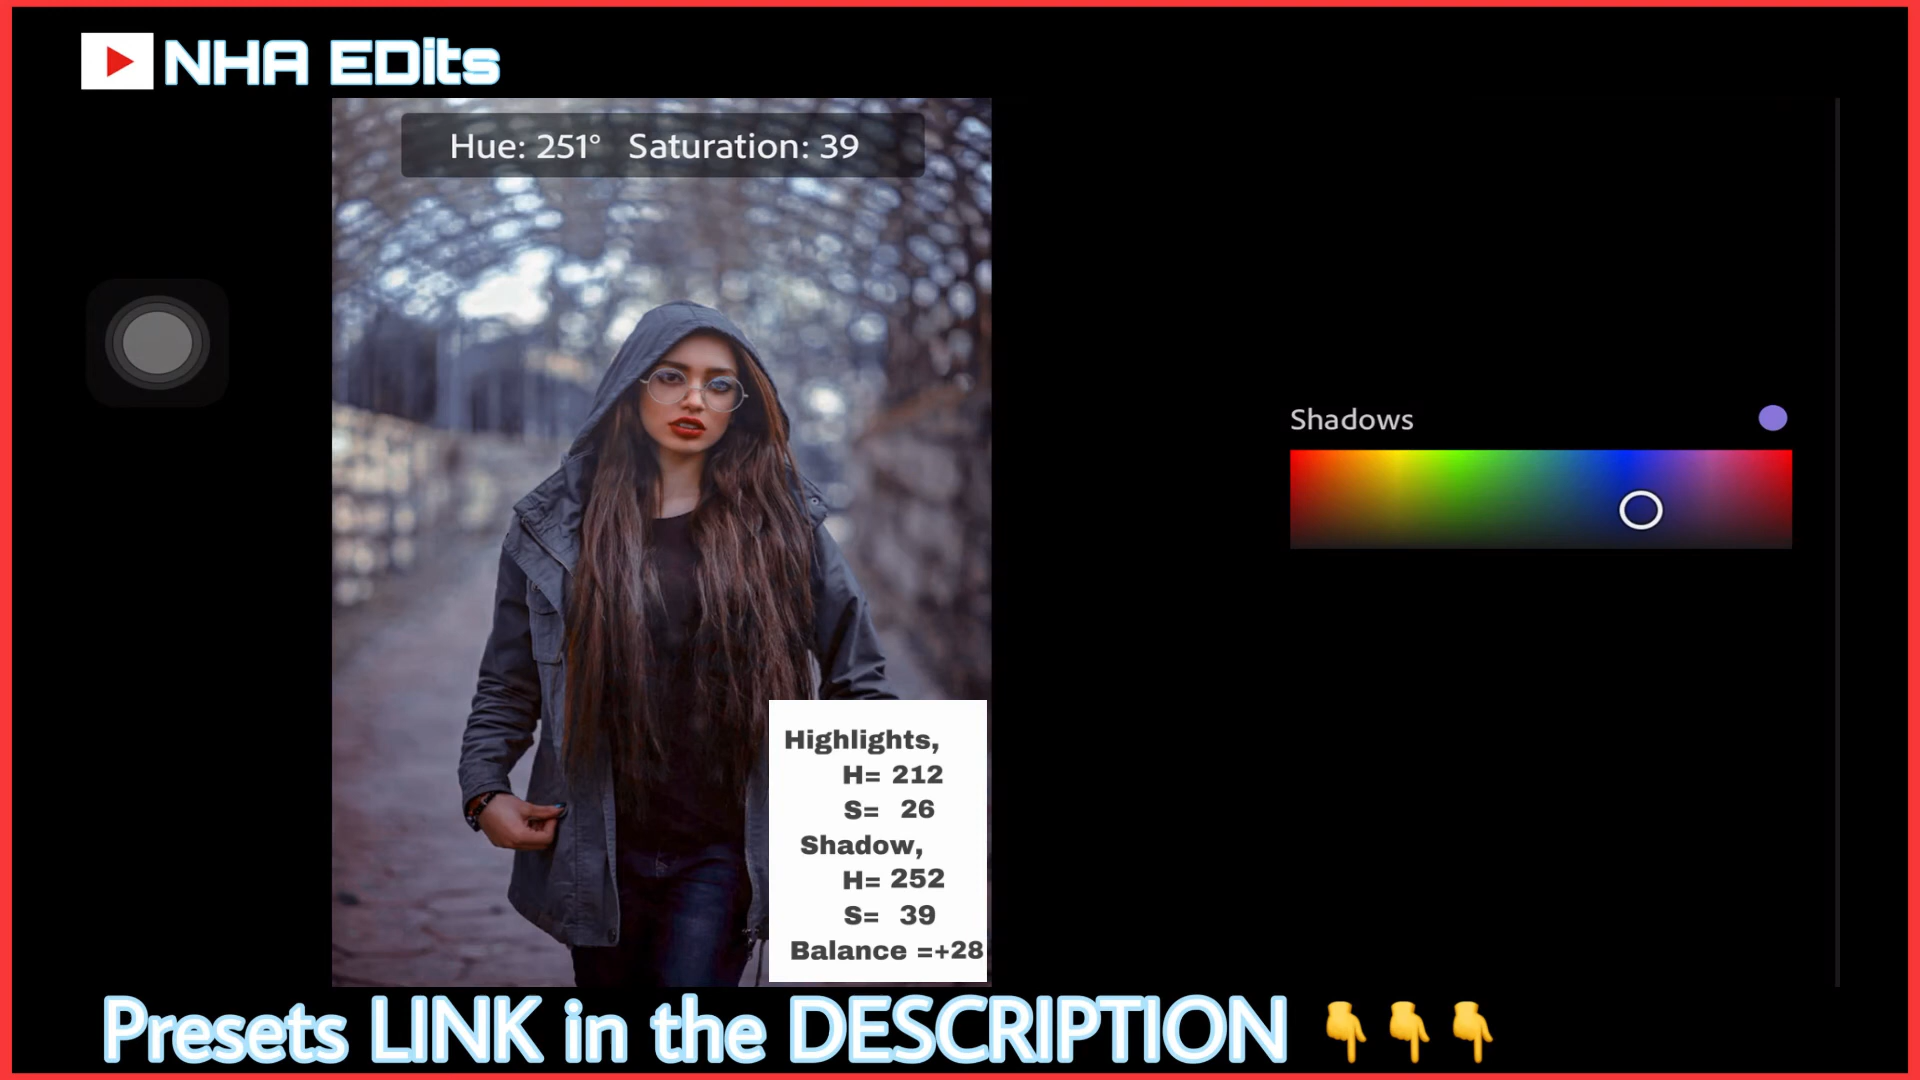 NHA EDits
Hue: 251° Saturation: 39
Shadows
Highlights,
H= 212
S= 26
Shadow,
H= 252
S= 39
Balance =+28
Presets LINK in the DESCRIPTION 👇👇👇